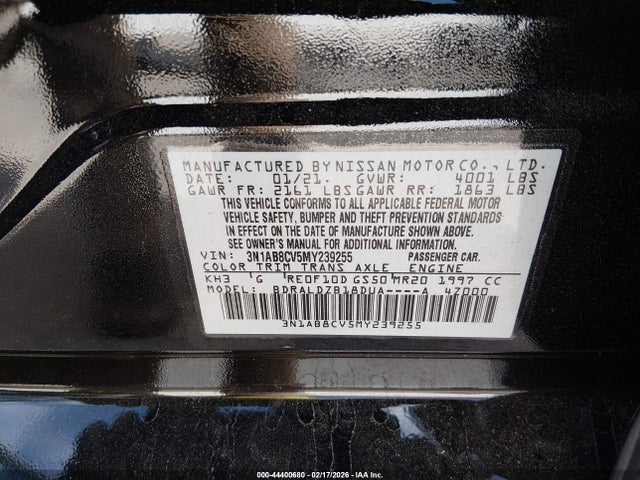 MANUFACTURED BY NISSAN MOTOR CO., LTD.
DATE: 01/21. GVWR: 4001 LBS
GAWR FR: 2161 LBS GAWR RR: 1863 LBS
THIS VEHICLE CONFORMS TO ALL APPLICABLE FEDERAL MOTOR
VEHICLE SAFETY, BUMPER AND THEFT PREVENTION STANDARDS
IN EFFECT ON THE DATE OF MANUFACTURE SHOWN ABOVE.
SEE OWNER'S MANUAL FOR ADDITIONAL INFORMATION
VIN: 3N1AB8CV5MY239255 PASSENGER CAR.
COLOR TRIM TRANS AXLE ENGINE
KH3 G RE0F10D GS50 MR20 1997 CC
BDRALDZB18DUA----A 4Z000
3N1AB8CV5MY239255
000-44400680 - 02/17/2026 - IAA Inc.